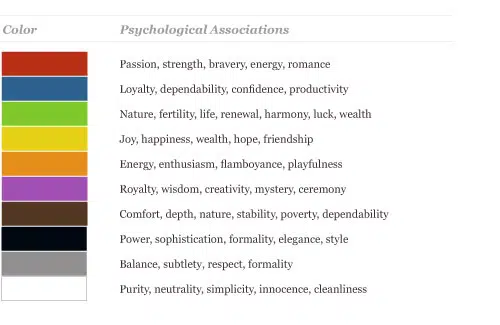 Color Psychological Associations
Passion, strength, bravery, energy, romance
Loyalty, dependability, confidence, productivity
Nature, fertility, life, renewal, harmony, luck, wealth
Joy, happiness, wealth, hope, friendship
Energy, enthusiasm, flamboyance, playfulness
Royalty, wisdom, creativity, mystery, ceremony
Comfort, depth, nature, stability, poverty, dependability
Power, sophistication, formality, elegance, style
Balance, subtlety, respect, formality
Purity, neutrality, simplicity, innocence, cleanliness